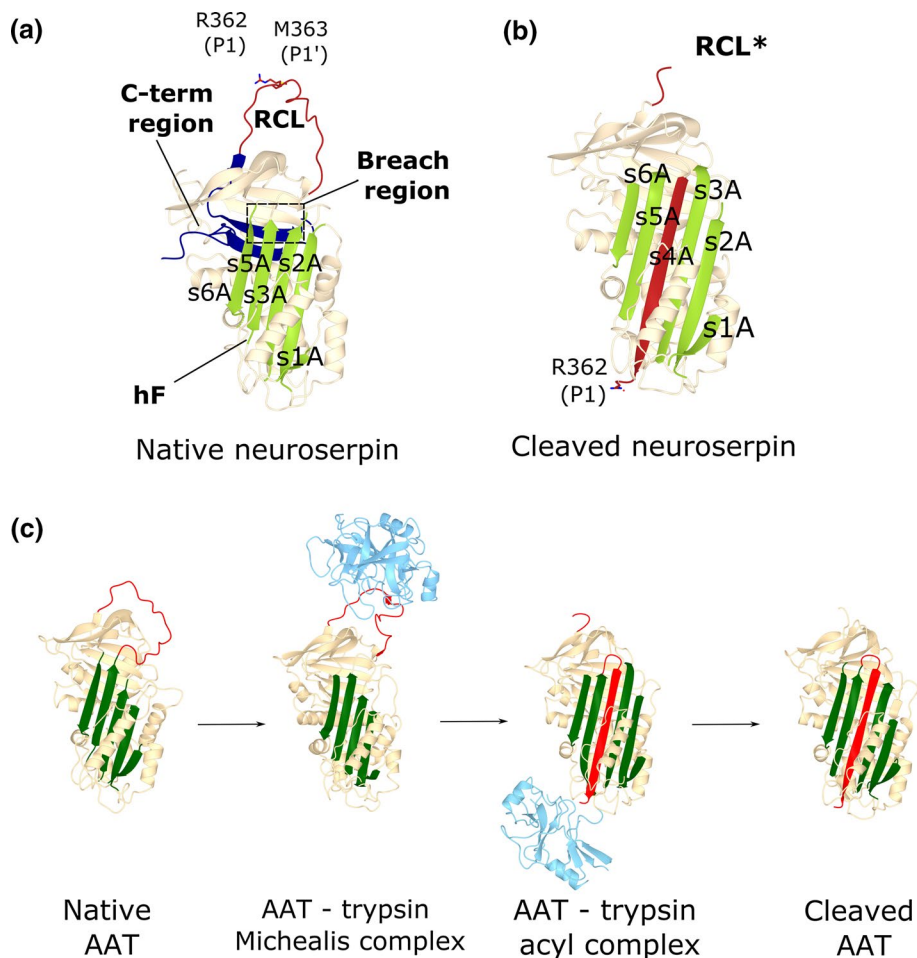 (a)
R362
(P1)
M363
(P1')
C-term
region
RCL
Breach
region
s5A
s2A
s6A
s3A
s1A
hF
Native neuroserpin
(b)
RCL*
s6A
s3A
s5A
s2A
s4A
s1A
R362
(P1)
Cleaved neuroserpin
(c)
Native
AAT
AAT - trypsin
Michealis complex
AAT - trypsin
acyl complex
Cleaved
AAT